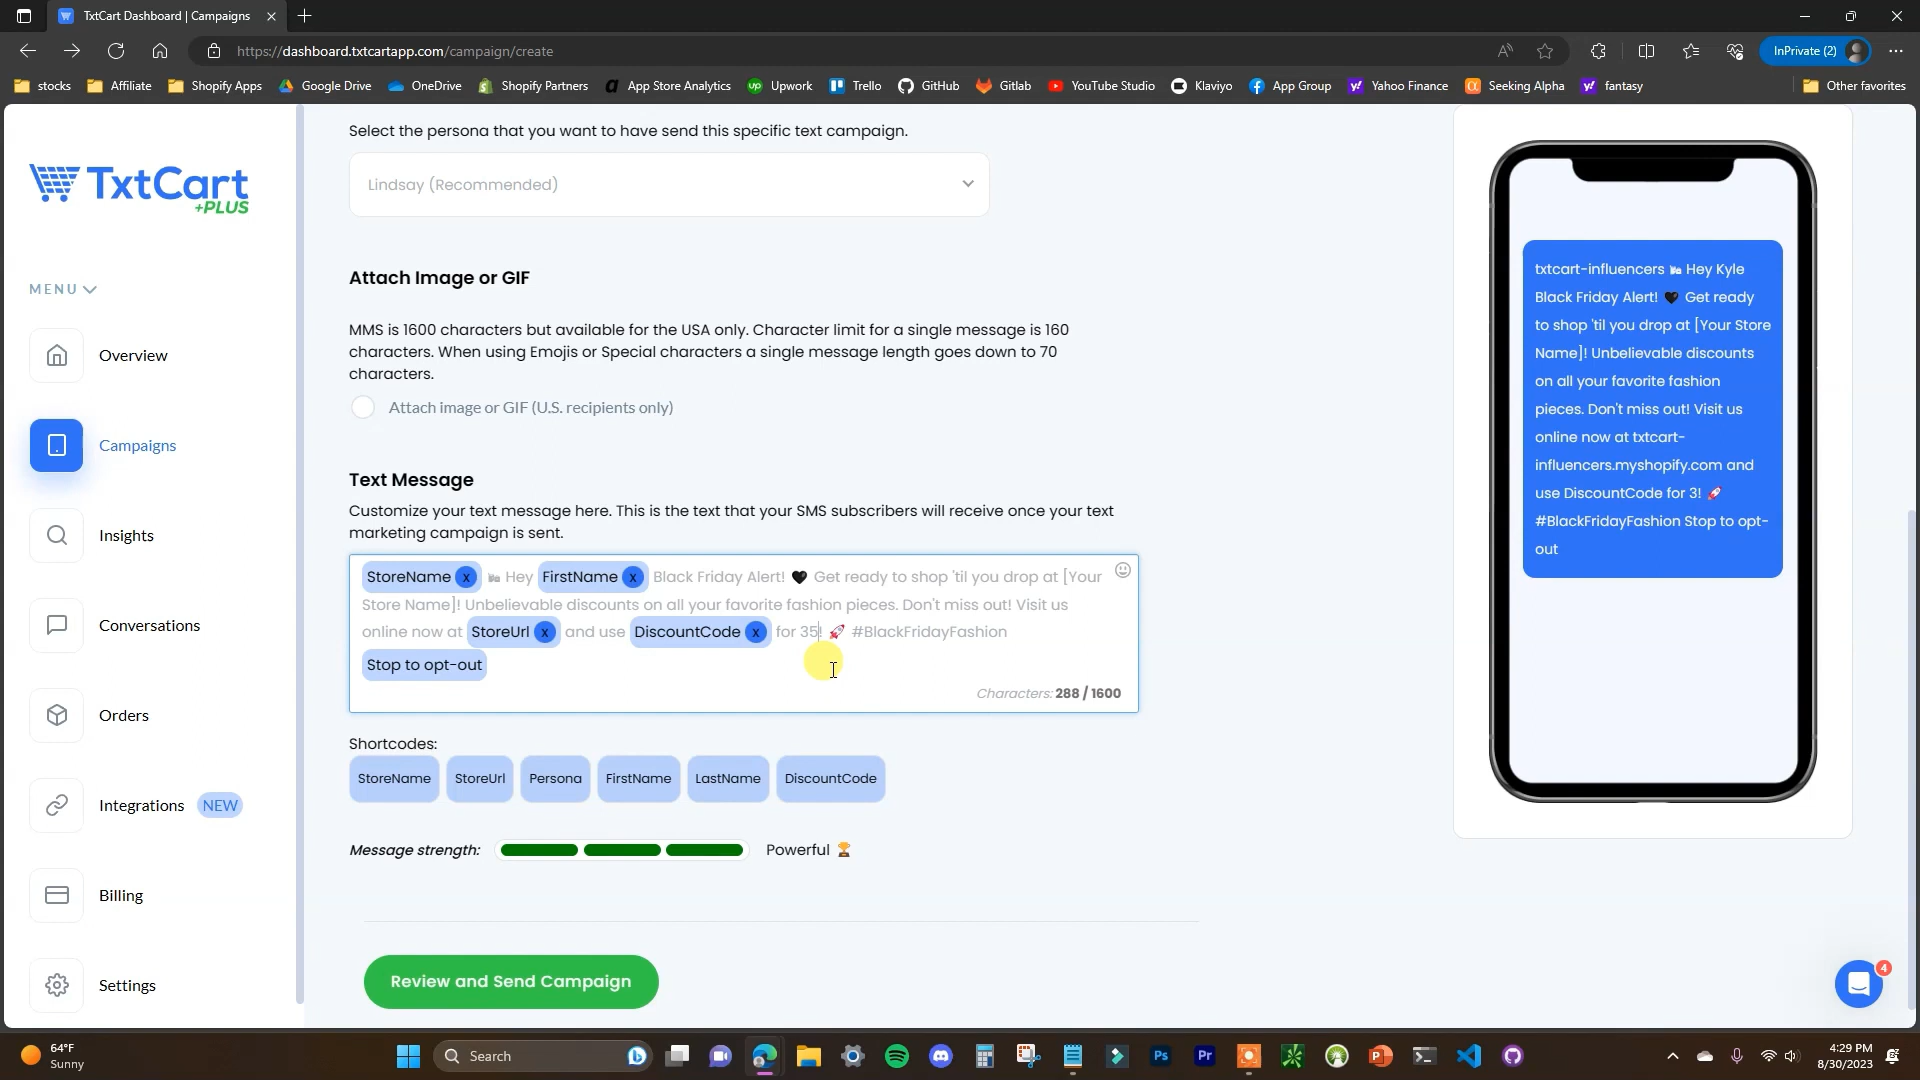 TxtCart Dashboard | Campaigns
https://dashboard.txtcartapp.com/campaign/create
InPrivate (2)
stocks
Affiliate
Shopify Apps
Google Drive
OneDrive
Shopify Partners
App Store Analytics
Upwork
Trello
GitHub
Gitlab
YouTube Studio
Klaviyo
App Group
Yahoo Finance
Seeking Alpha
fantasy
Other favorites
TxtCart
+PLUS
MENU
Overview
Campaigns
Insights
Conversations
Orders
Integrations NEW
Billing
Settings
Select the persona that you want to have send this specific text campaign.
Lindsay (Recommended)
Attach Image or GIF
MMS is 1600 characters but available for the USA only. Character limit for a single message is 160
characters. When using Emojis or Special characters a single message length goes down to 70
characters.
Attach image or GIF (U.S. recipients only)
Text Message
Customize your text message here. This is the text that your SMS subscribers will receive once your text
marketing campaign is sent.
StoreName x 🛍 Hey FirstName x Black Friday Alert! 🖤 Get ready to shop 'til you drop at [Your
Store Name]! Unbelievable discounts on all your favorite fashion pieces. Don't miss out! Visit us
online now at StoreUrl x and use DiscountCode x for 35! 🚀 #BlackFridayFashion
Stop to opt-out
Characters: 288 / 1600
Shortcodes:
StoreName StoreUrl Persona FirstName LastName DiscountCode
Message strength: Powerful 🏆
Review and Send Campaign
txtcart-influencers 🛍 Hey Kyle
Black Friday Alert! 🖤 Get ready
to shop 'til you drop at [Your Store
Name]! Unbelievable discounts
on all your favorite fashion
pieces. Don't miss out! Visit us
online now at txtcart-
influencers.myshopify.com and
use DiscountCode for 3! 🚀
#BlackFridayFashion Stop to opt-
out
4
64°F
Sunny
Search
4:29 PM
8/30/2023